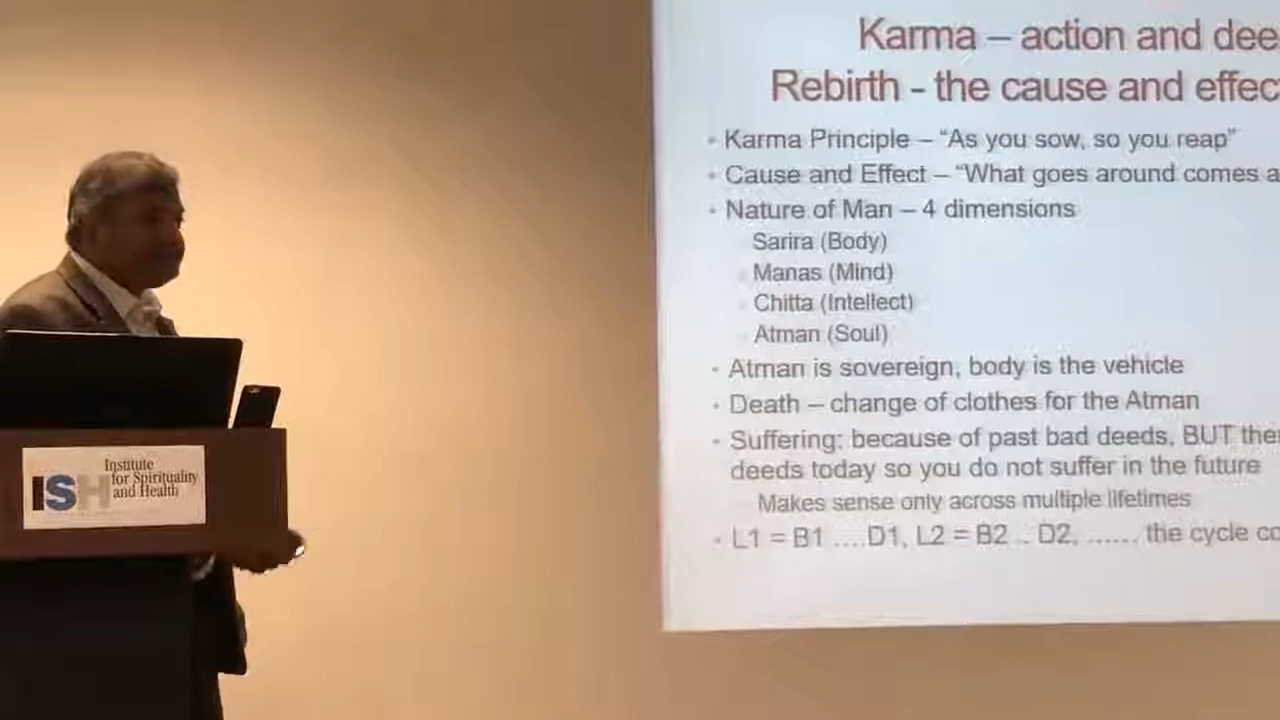 Karma – action and dee
Rebirth - the cause and effec
• Karma Principle – “As you sow, so you reap”
• Cause and Effect – “What goes around comes a
• Nature of Man – 4 dimensions
Sarira (Body)
Manas (Mind)
Chitta (Intellect)
Atman (Soul)
• Atman is sovereign, body is the vehicle
• Death – change of clothes for the Atman
• Suffering: because of past bad deeds, BUT the
deeds today so you do not suffer in the future
Makes sense only across multiple lifetimes
• L1 = B1 ....D1, L2 = B2 .. D2, ...... the cycle co
ISH
Institute
for Spirituality
and Health